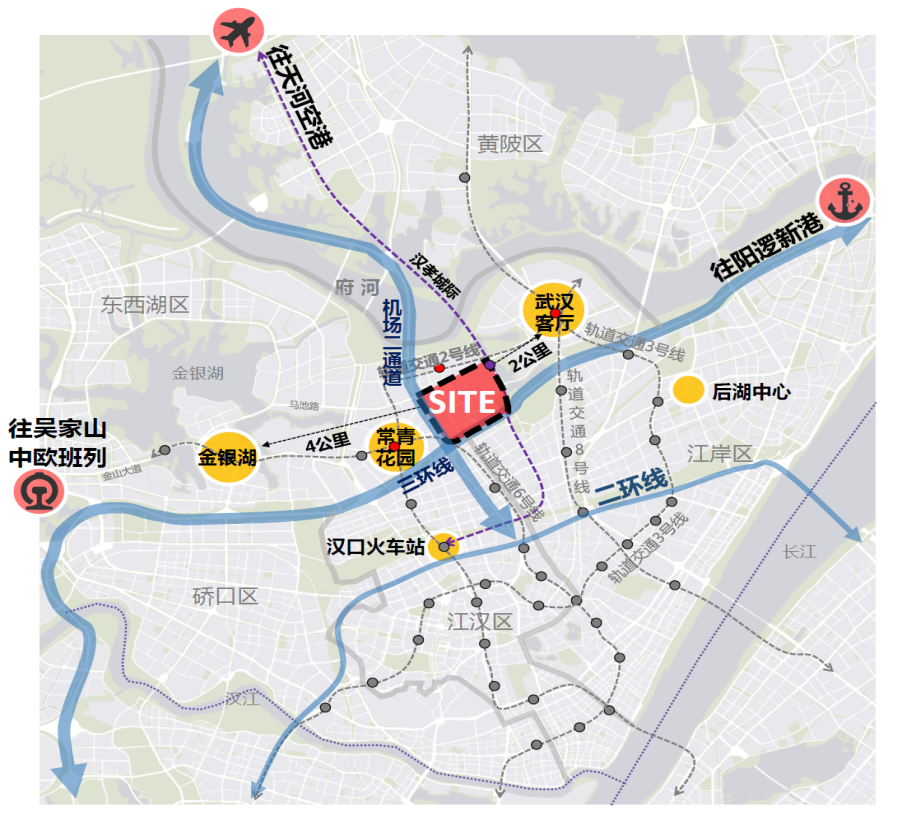 往天河空港
黄陂区
往阳逻新港
汉孝城际
府河
东西湖区
机场二通道
武汉
客厅
轨道交通3号线
轨道交通2号线
2公里
金银湖
轨道交通8号线
后湖中心
马池路
SITE
往吴家山
中欧班列
4公里
常青
花园
金银湖
金山大道
江岸区
三环线
轨道交通6号线
二环线
汉口火车站
轨道交通3号线
长江
硚口区
江汉区
汉江